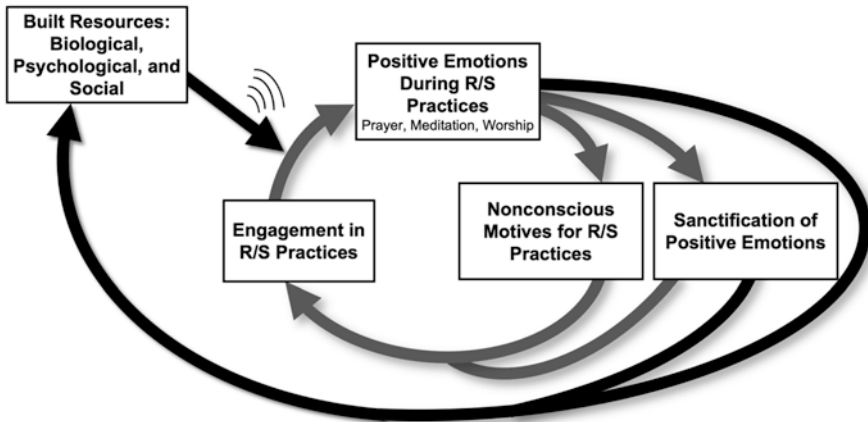 Built Resources:
Biological,
Psychological, and
Social
Positive Emotions
During R/S
Practices
Prayer, Meditation, Worship
Engagement in
R/S Practices
Nonconscious
Motives for R/S
Practices
Sanctification of
Positive Emotions